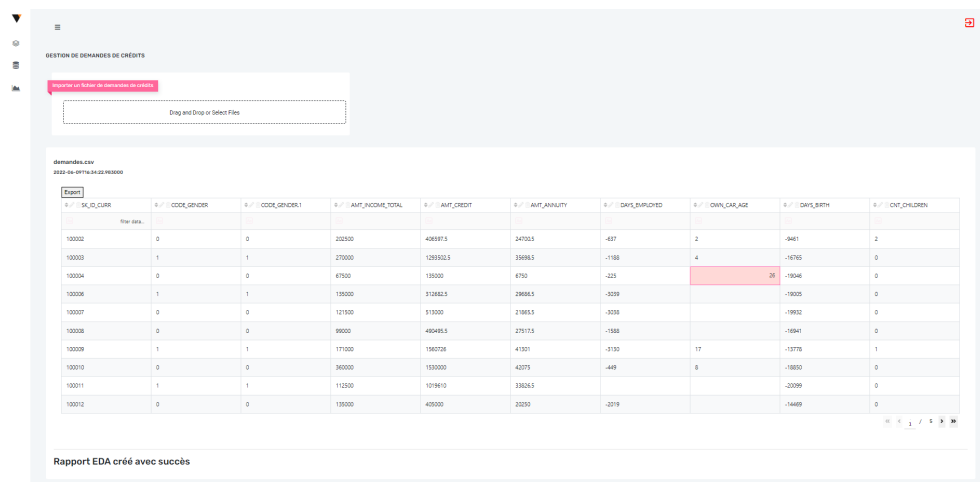 GESTION DE DEMANDES DE CRÉDITS
Importer un fichier de demandes de crédits
Drag and Drop or Select Files
demandes.csv
2022-06-09T16:34:22.983000
Export
SK_ID_CURR CODE_GENDER CODE_GENDER.1 AMT_INCOME_TOTAL AMT_CREDIT AMT_ANNUITY DAYS_EMPLOYED OWN_CAR_AGE DAYS_BIRTH CNT_CHILDREN
filter data...
100002 0 0 202500 406597.5 24700.5 -637 2 -9461 2
100003 1 1 270000 1293502.5 35698.5 -1188 4 -16765 0
100004 0 0 67500 135000 6750 -225 26 -19046 0
100006 1 1 135000 312682.5 29686.5 -3039 -19005 0
100007 0 0 121500 513000 21865.5 -3038 -19932 0
100008 0 0 99000 490495.5 27517.5 -1588 -16941 0
100009 1 1 171000 1560726 41301 -3130 17 -13778 1
100010 0 0 360000 1530000 42075 -449 8 -18850 0
100011 1 1 112500 1019610 33826.5 -20099 0
100012 0 0 135000 405000 20250 -2019 -14469 0
1 / 5
Rapport EDA créé avec succès